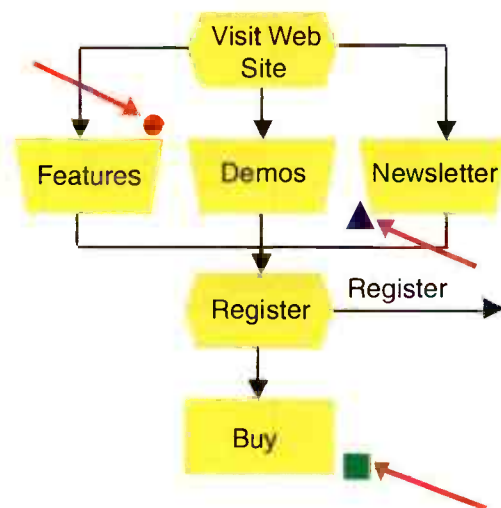 Visit Web
Site
Features
Demos
Newsletter
Register
Register
Buy